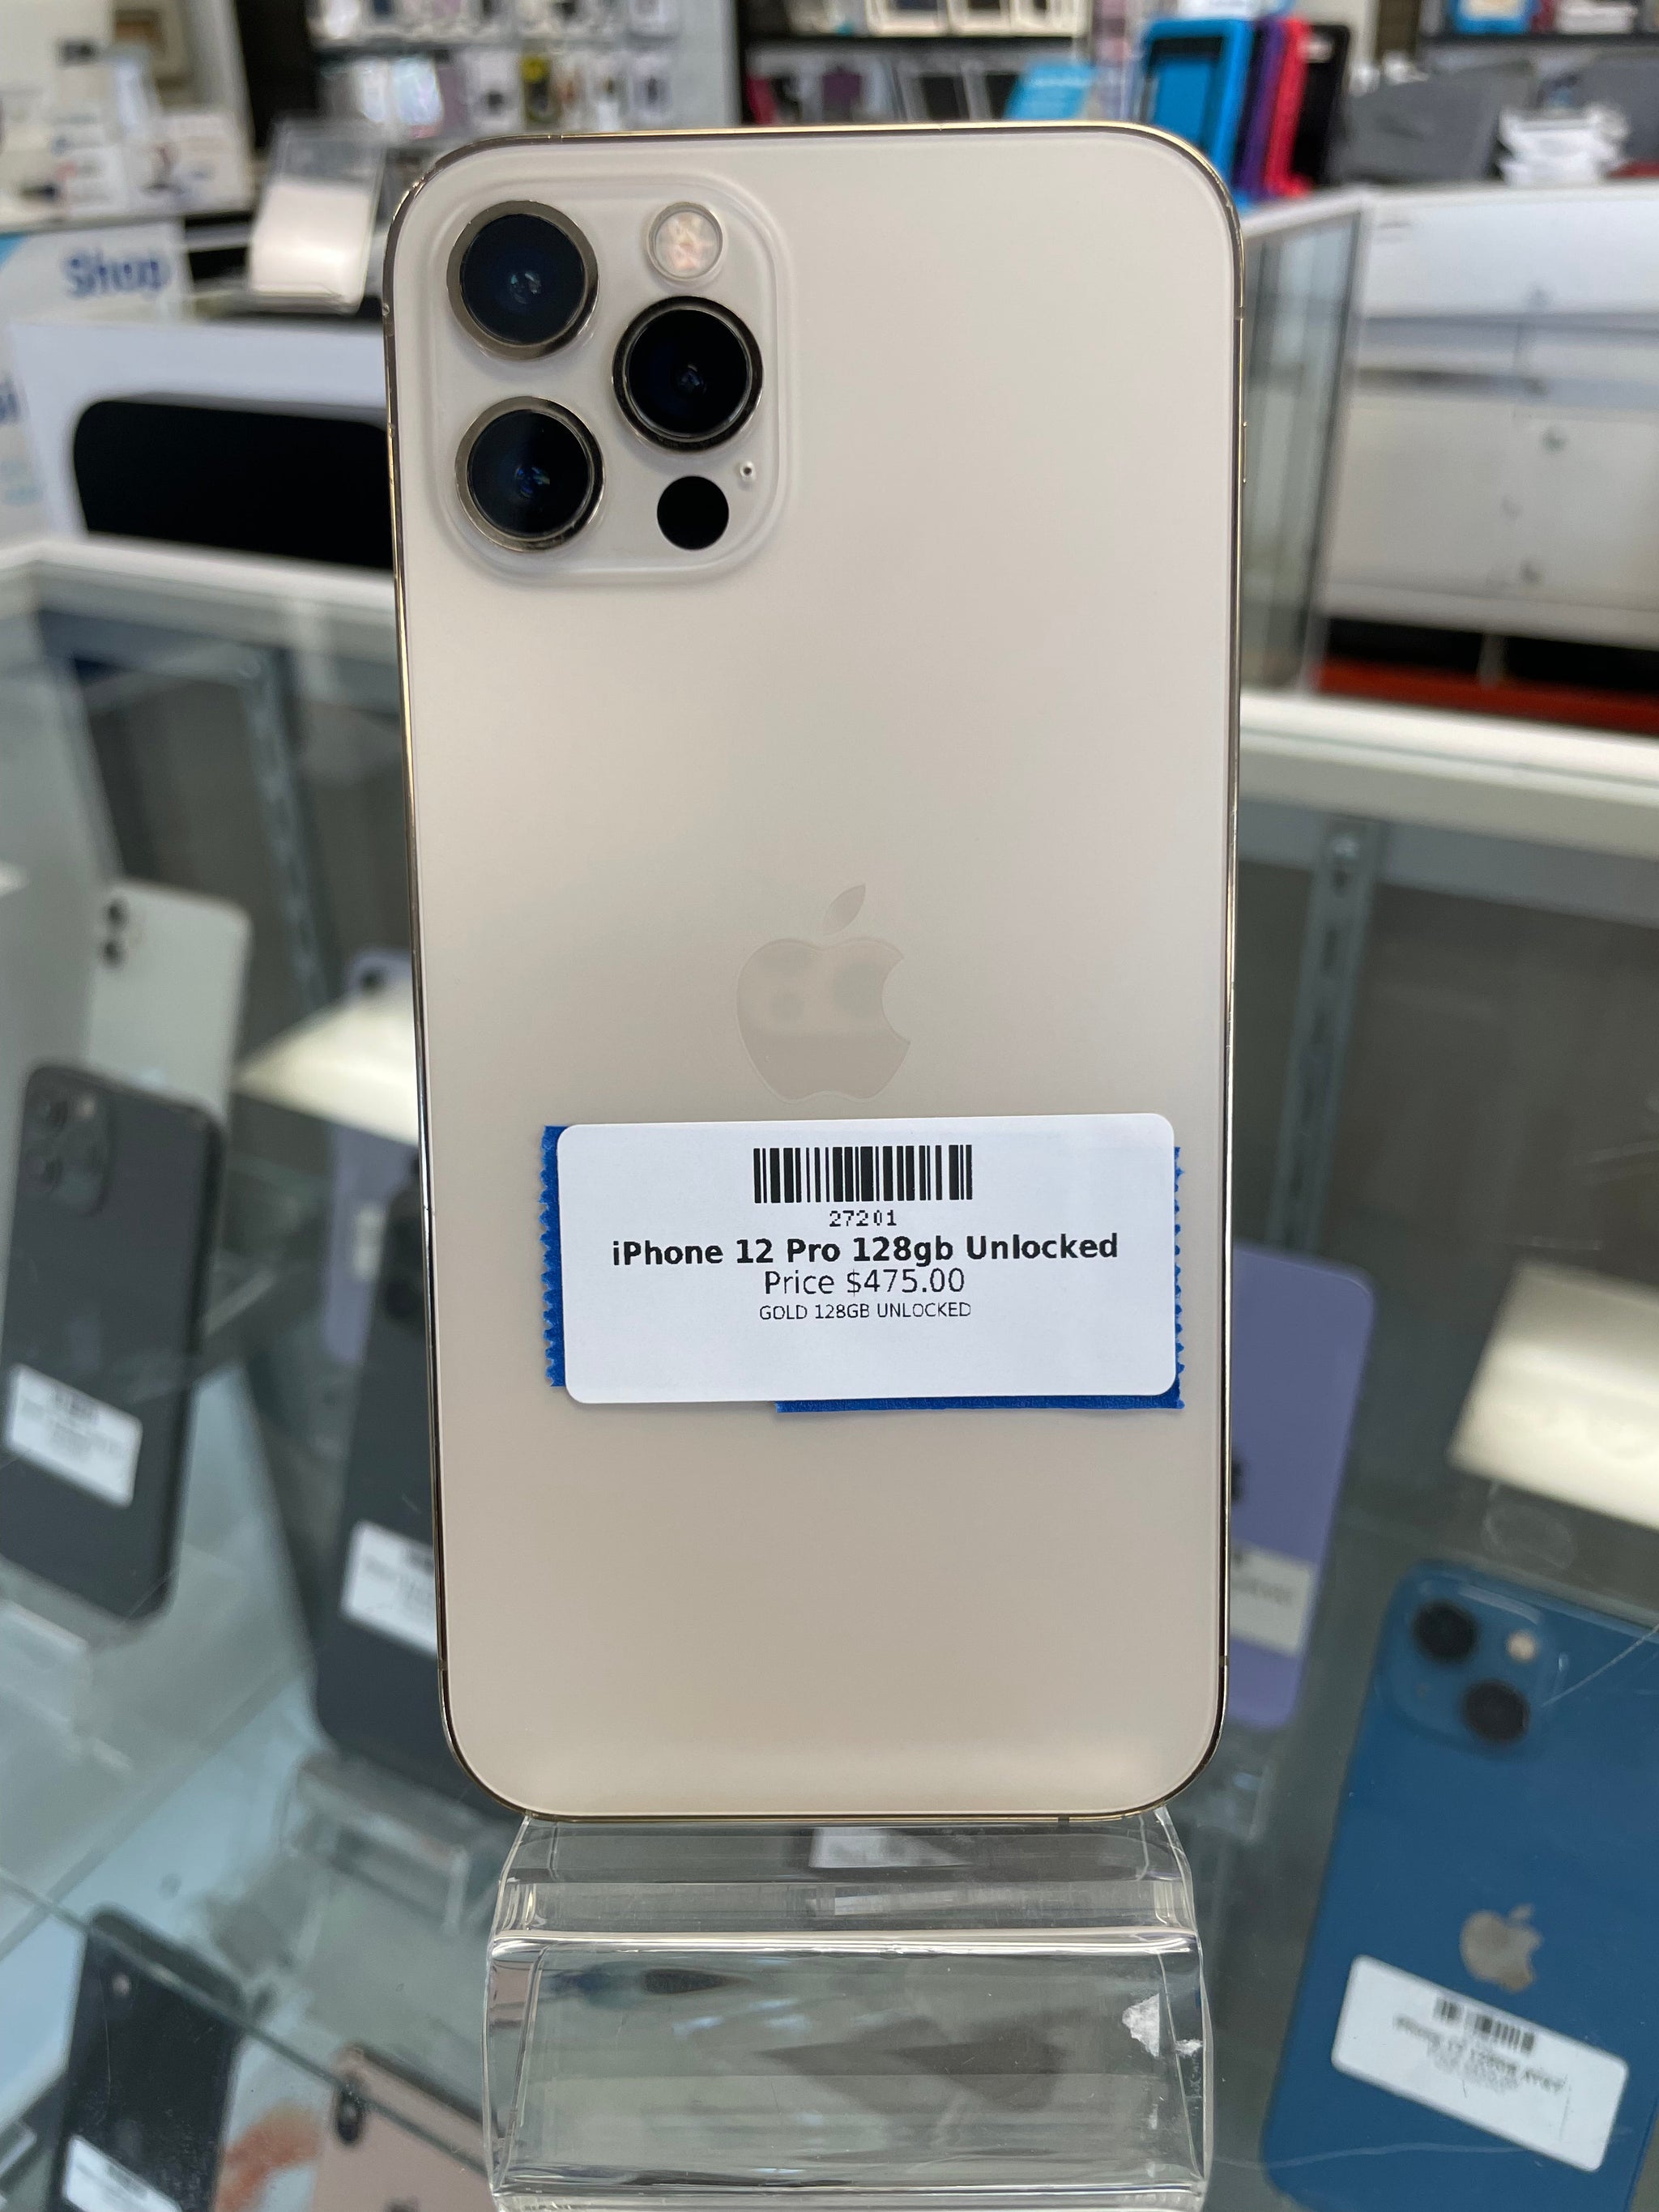 Shop
27201
iPhone 12 Pro 128gb Unlocked
Price $475.00
GOLD 128GB UNLOCKED